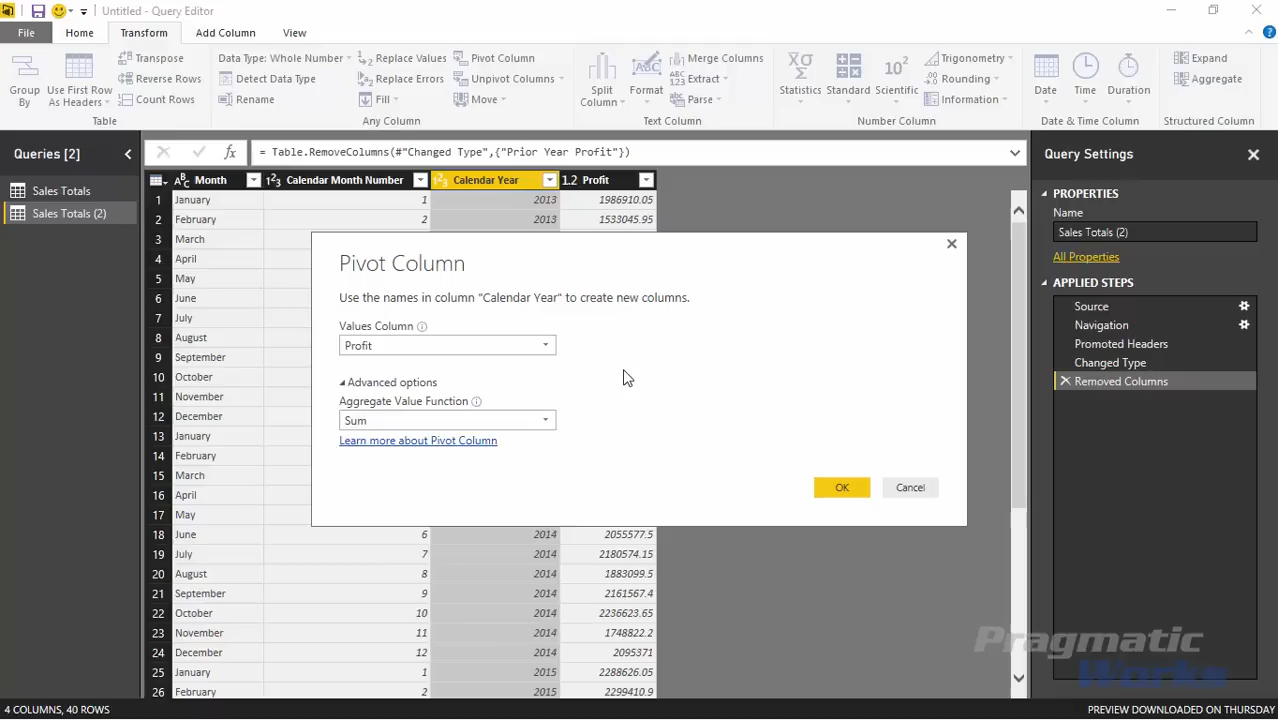 Untitled - Query Editor
File Home Transform Add Column View
Group By
Use First Row As Headers
Transpose
Reverse Rows
Count Rows
Table
Data Type: Whole Number
Detect Data Type
Rename
Replace Values
Replace Errors
Fill
Pivot Column
Unpivot Columns
Move
Any Column
Split Column
Format
Merge Columns
Extract
Parse
Text Column
Statistics
Standard
Scientific
Trigonometry
Rounding
Information
Number Column
Date
Time
Duration
Date & Time Column
Expand
Aggregate
Structured Column
Queries [2]
Sales Totals
Sales Totals (2)
= Table.RemoveColumns(#"Changed Type",{"Prior Year Profit"})
Month Calendar Month Number Calendar Year 1.2 Profit
1 January 1 2013 1986910.05
2 February 2 2013 1533045.95
3 March
4 April
5 May
6 June
7 July
8 August
9 September
10 October
11 November
12 December
13 January
14 February
15 March
16 April
17 May
18 June 6 2014 2055577.5
19 July 7 2014 2180574.15
20 August 8 2014 1883099.5
21 September 9 2014 2161567.4
22 October 10 2014 2236623.65
23 November 11 2014 1748822.2
24 December 12 2014 2095371
25 January 1 2015 2288626.05
26 February 2 2015 2299410.9
Pivot Column
Use the names in column "Calendar Year" to create new columns.
Values Column
Profit
Advanced options
Aggregate Value Function
Sum
Learn more about Pivot Column
OK Cancel
Query Settings
PROPERTIES
Name
Sales Totals (2)
All Properties
APPLIED STEPS
Source
Navigation
Promoted Headers
Changed Type
Removed Columns
Pragmatic
Works
4 COLUMNS, 40 ROWS
PREVIEW DOWNLOADED ON THURSDAY